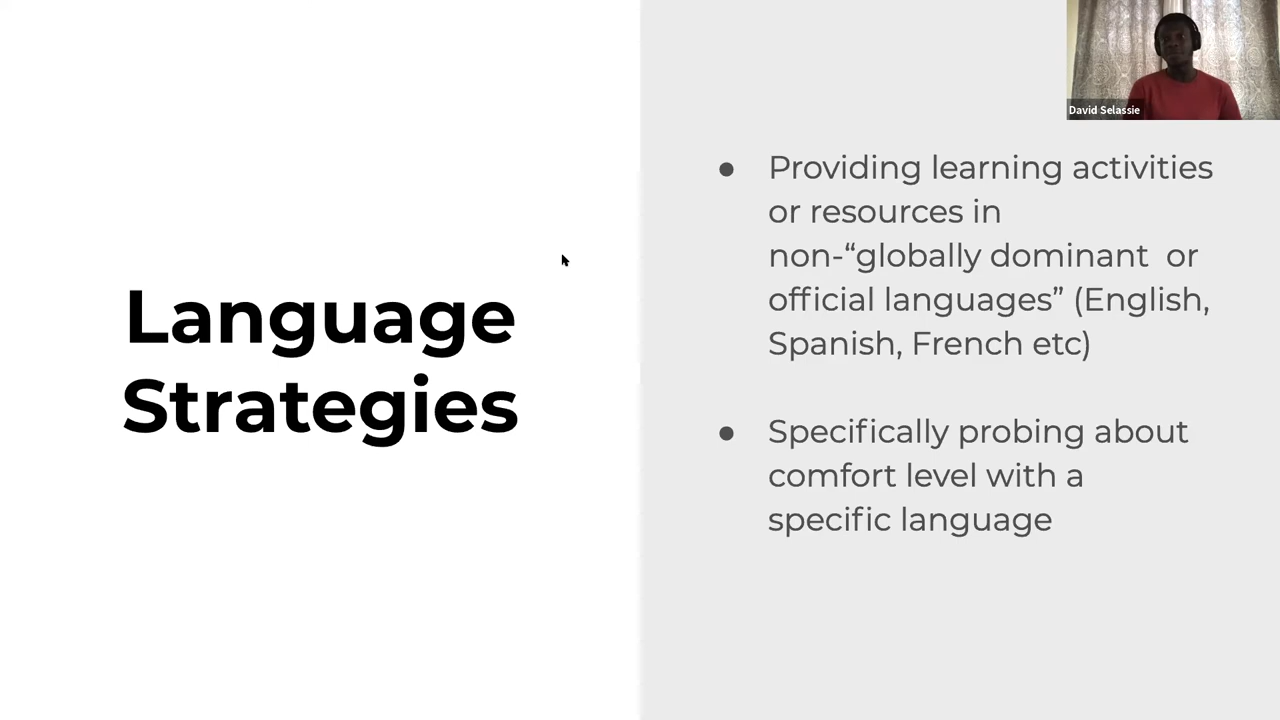 David Selassie
Language
Strategies
● Providing learning activities
or resources in
non-“globally dominant  or
official languages” (English,
Spanish, French etc)
● Specifically probing about
comfort level with a
specific language